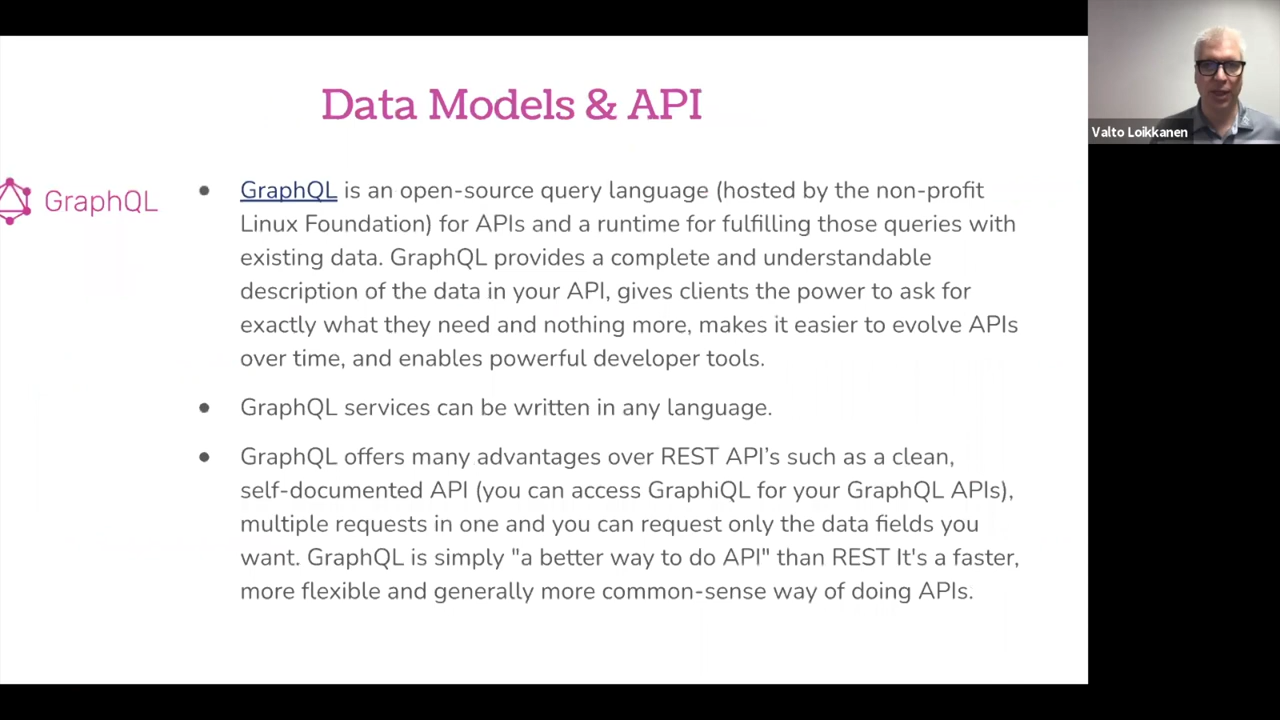 Data Models & API
Valto Loikkanen
GraphQL
• GraphQL is an open-source query language (hosted by the non-profit
Linux Foundation) for APIs and a runtime for fulfilling those queries with
existing data. GraphQL provides a complete and understandable
description of the data in your API, gives clients the power to ask for
exactly what they need and nothing more, makes it easier to evolve APIs
over time, and enables powerful developer tools.
• GraphQL services can be written in any language.
• GraphQL offers many advantages over REST API’s such as a clean,
self-documented API (you can access GraphiQL for your GraphQL APIs),
multiple requests in one and you can request only the data fields you
want. GraphQL is simply "a better way to do API" than REST It's a faster,
more flexible and generally more common-sense way of doing APIs.